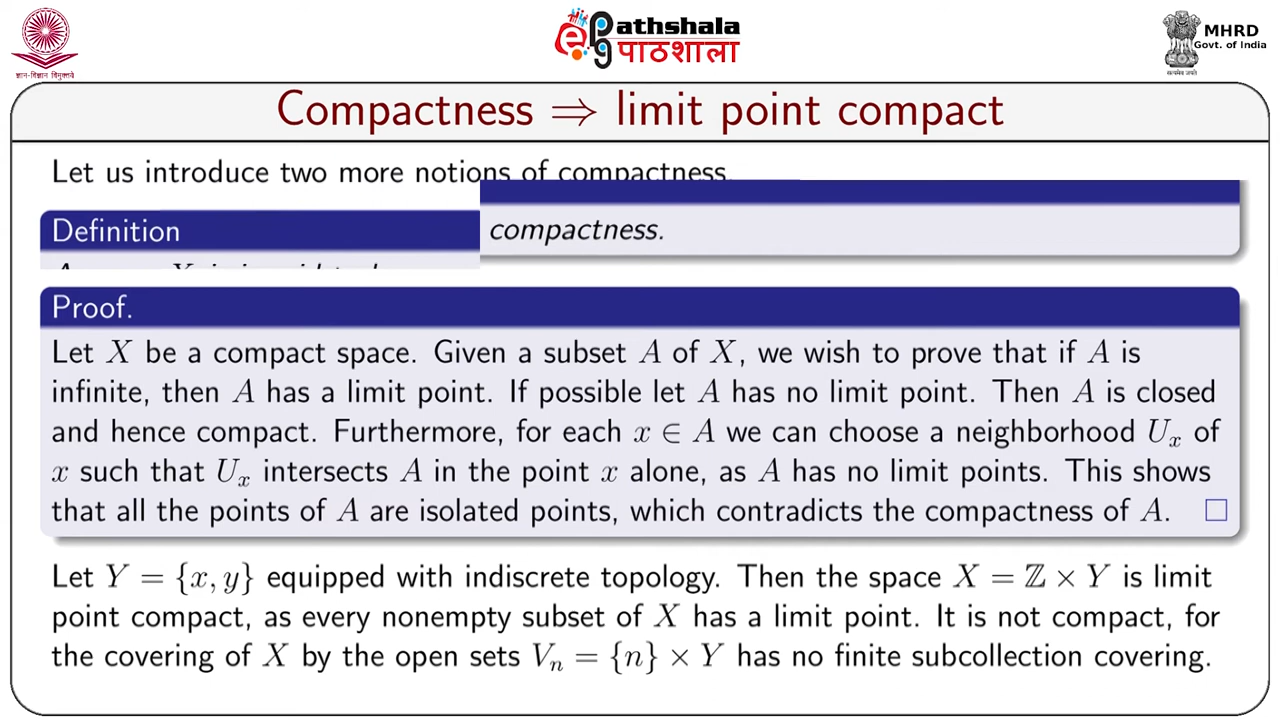 ज्ञान-विज्ञान विमुक्तये
ePathshala
पाठशाला
सत्यमेव जयते
MHRD
Govt. of India
Compactness ⇒ limit point compact
Let us introduce two more notions of compactness.
Definition
compactness.
Proof.
Let X be a compact space. Given a subset A of X, we wish to prove that if A is
infinite, then A has a limit point. If possible let A has no limit point. Then A is closed
and hence compact. Furthermore, for each x ∈ A we can choose a neighborhood Uₓ of
x such that Uₓ intersects A in the point x alone, as A has no limit points. This shows
that all the points of A are isolated points, which contradicts the compactness of A. □
Let Y = {x, y} equipped with indiscrete topology. Then the space X = ℤ × Y is limit
point compact, as every nonempty subset of X has a limit point. It is not compact, for
the covering of X by the open sets Vₙ = {n} × Y has no finite subcollection covering.